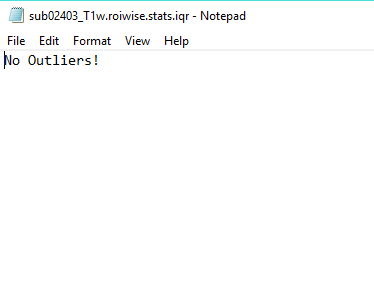 sub02403_T1w.roiwise.stats.iqr - Notepad
File Edit Format View Help
No Outliers!